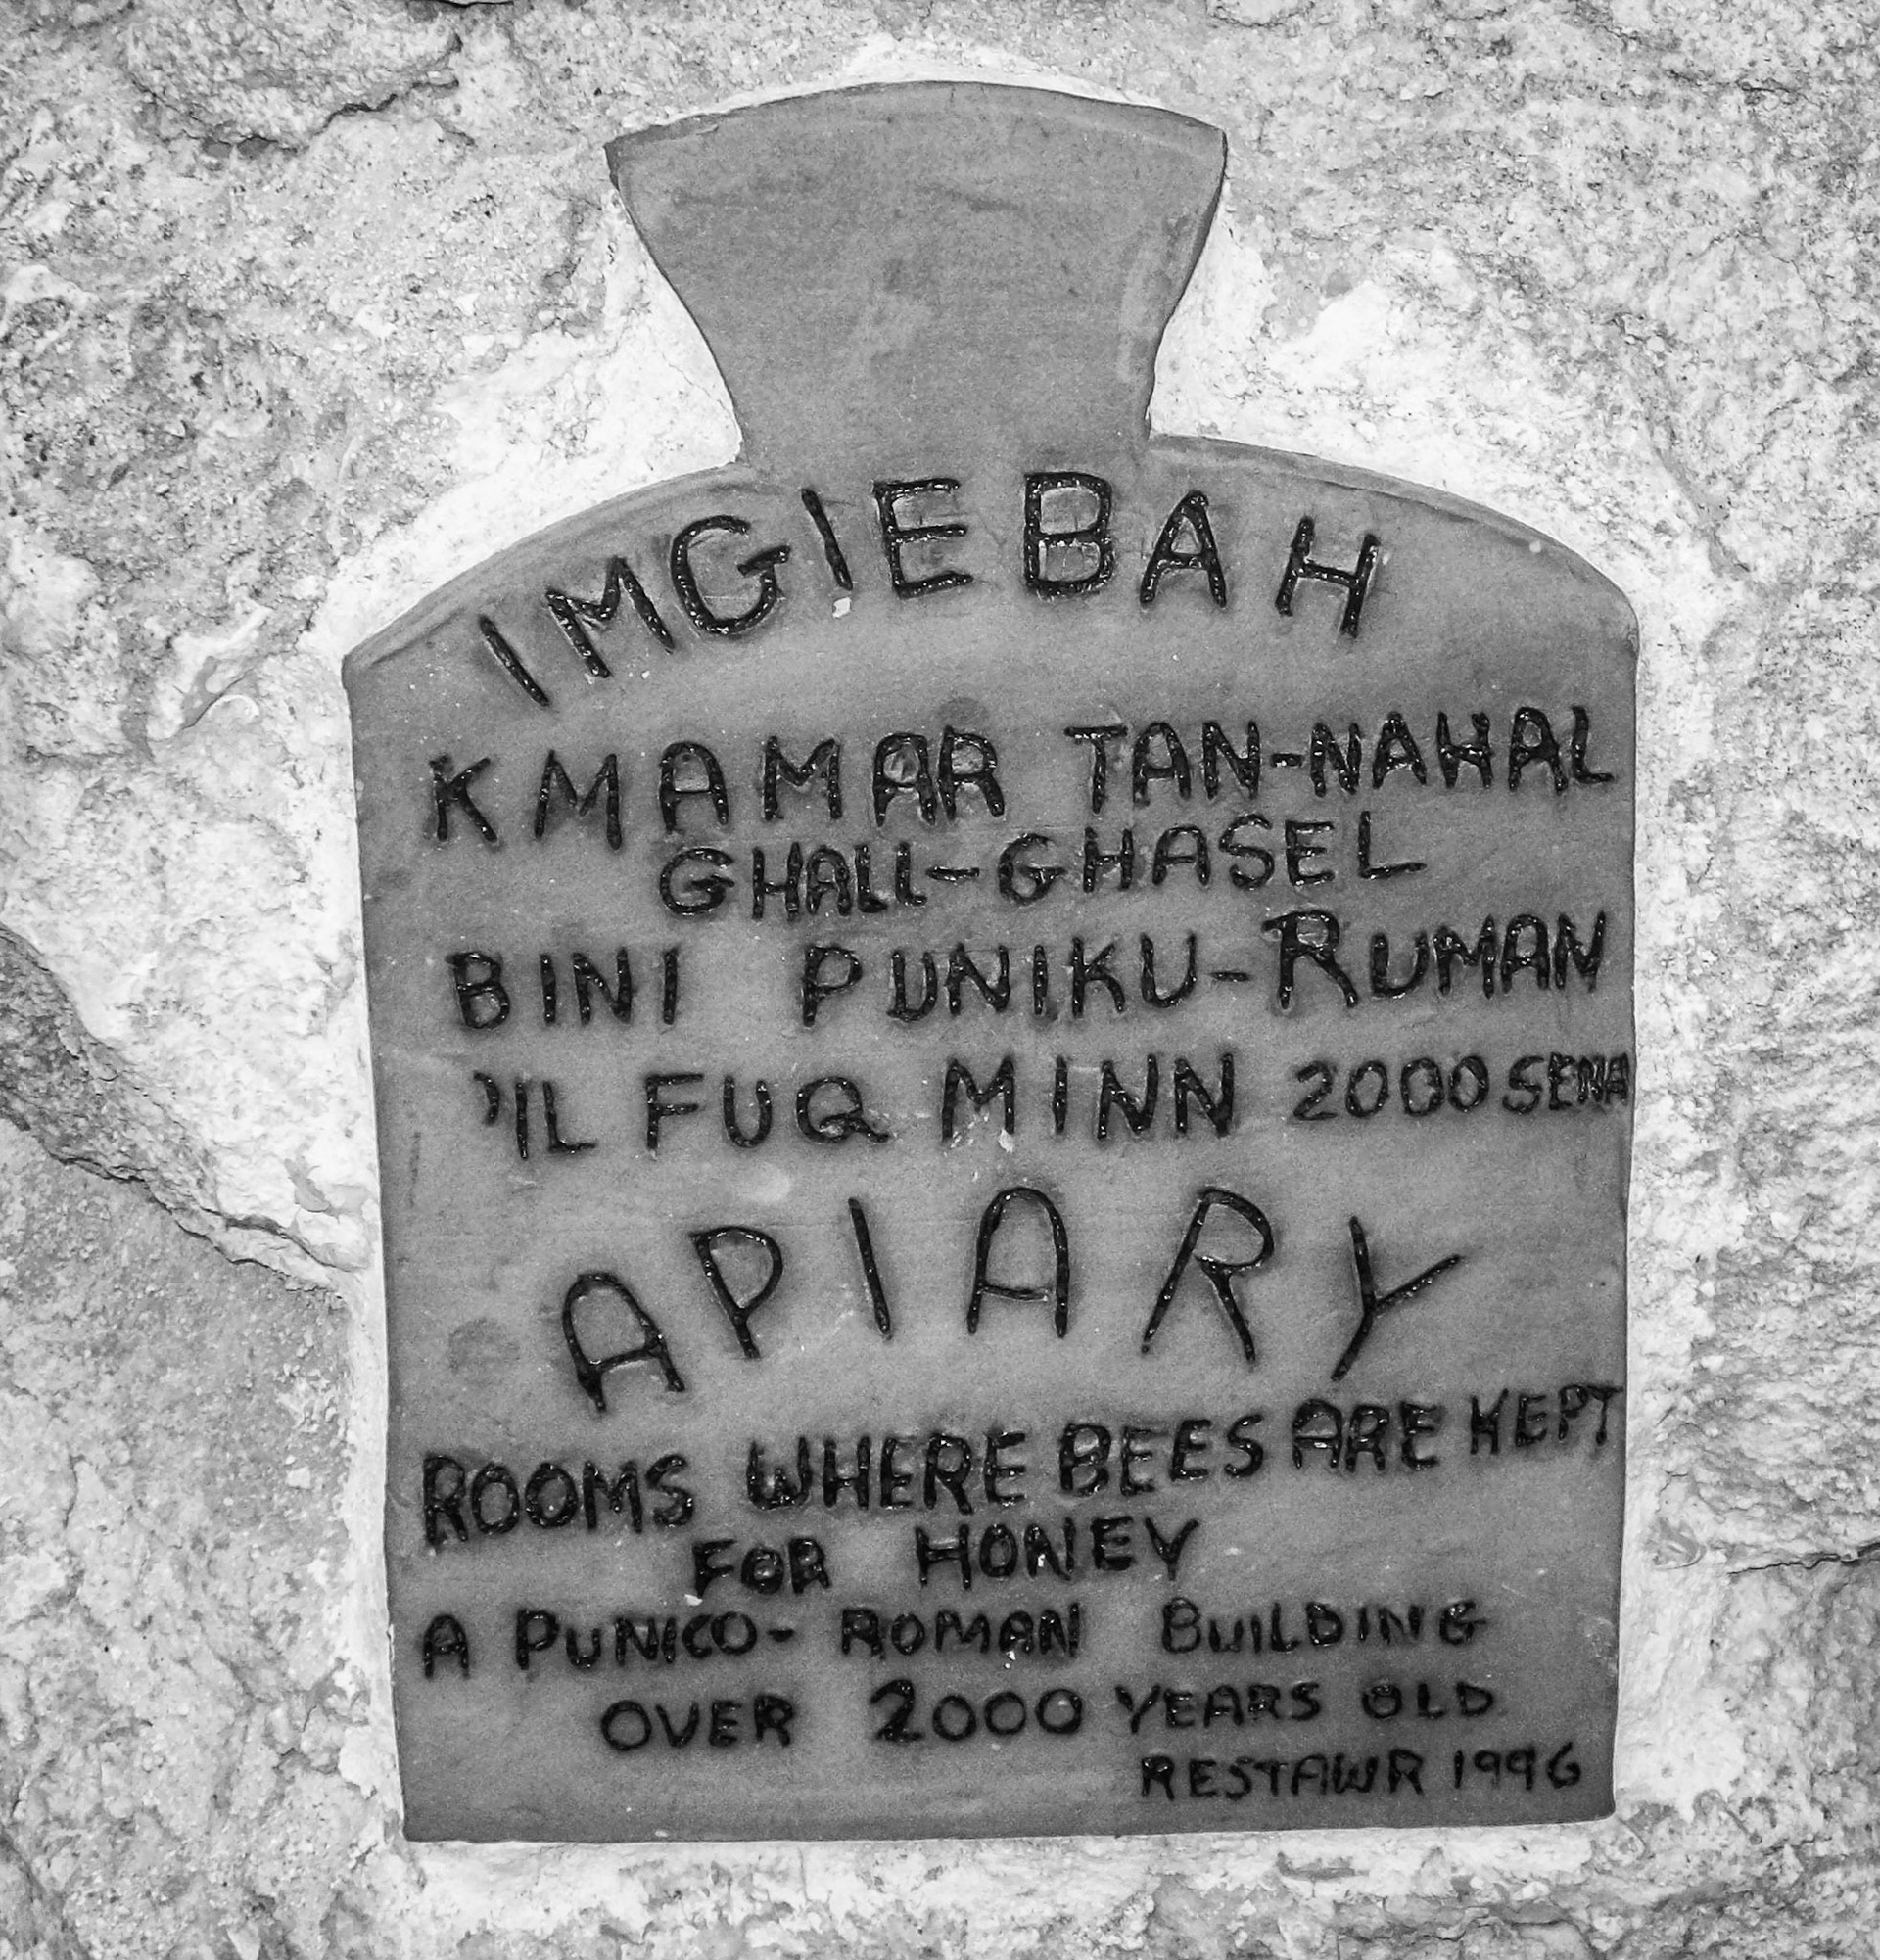 IMGIEBAH
KMAMAR TAN-NAHAL
GHALL-GHASEL
BINI PUNIKU-RUMAN
'IL FUQ MINN 2000 SENA
APIARY
ROOMS WHERE BEES ARE KEPT
FOR HONEY
A PUNICO-ROMAN BUILDING
OVER 2000 YEARS OLD
RESTAWR 1996